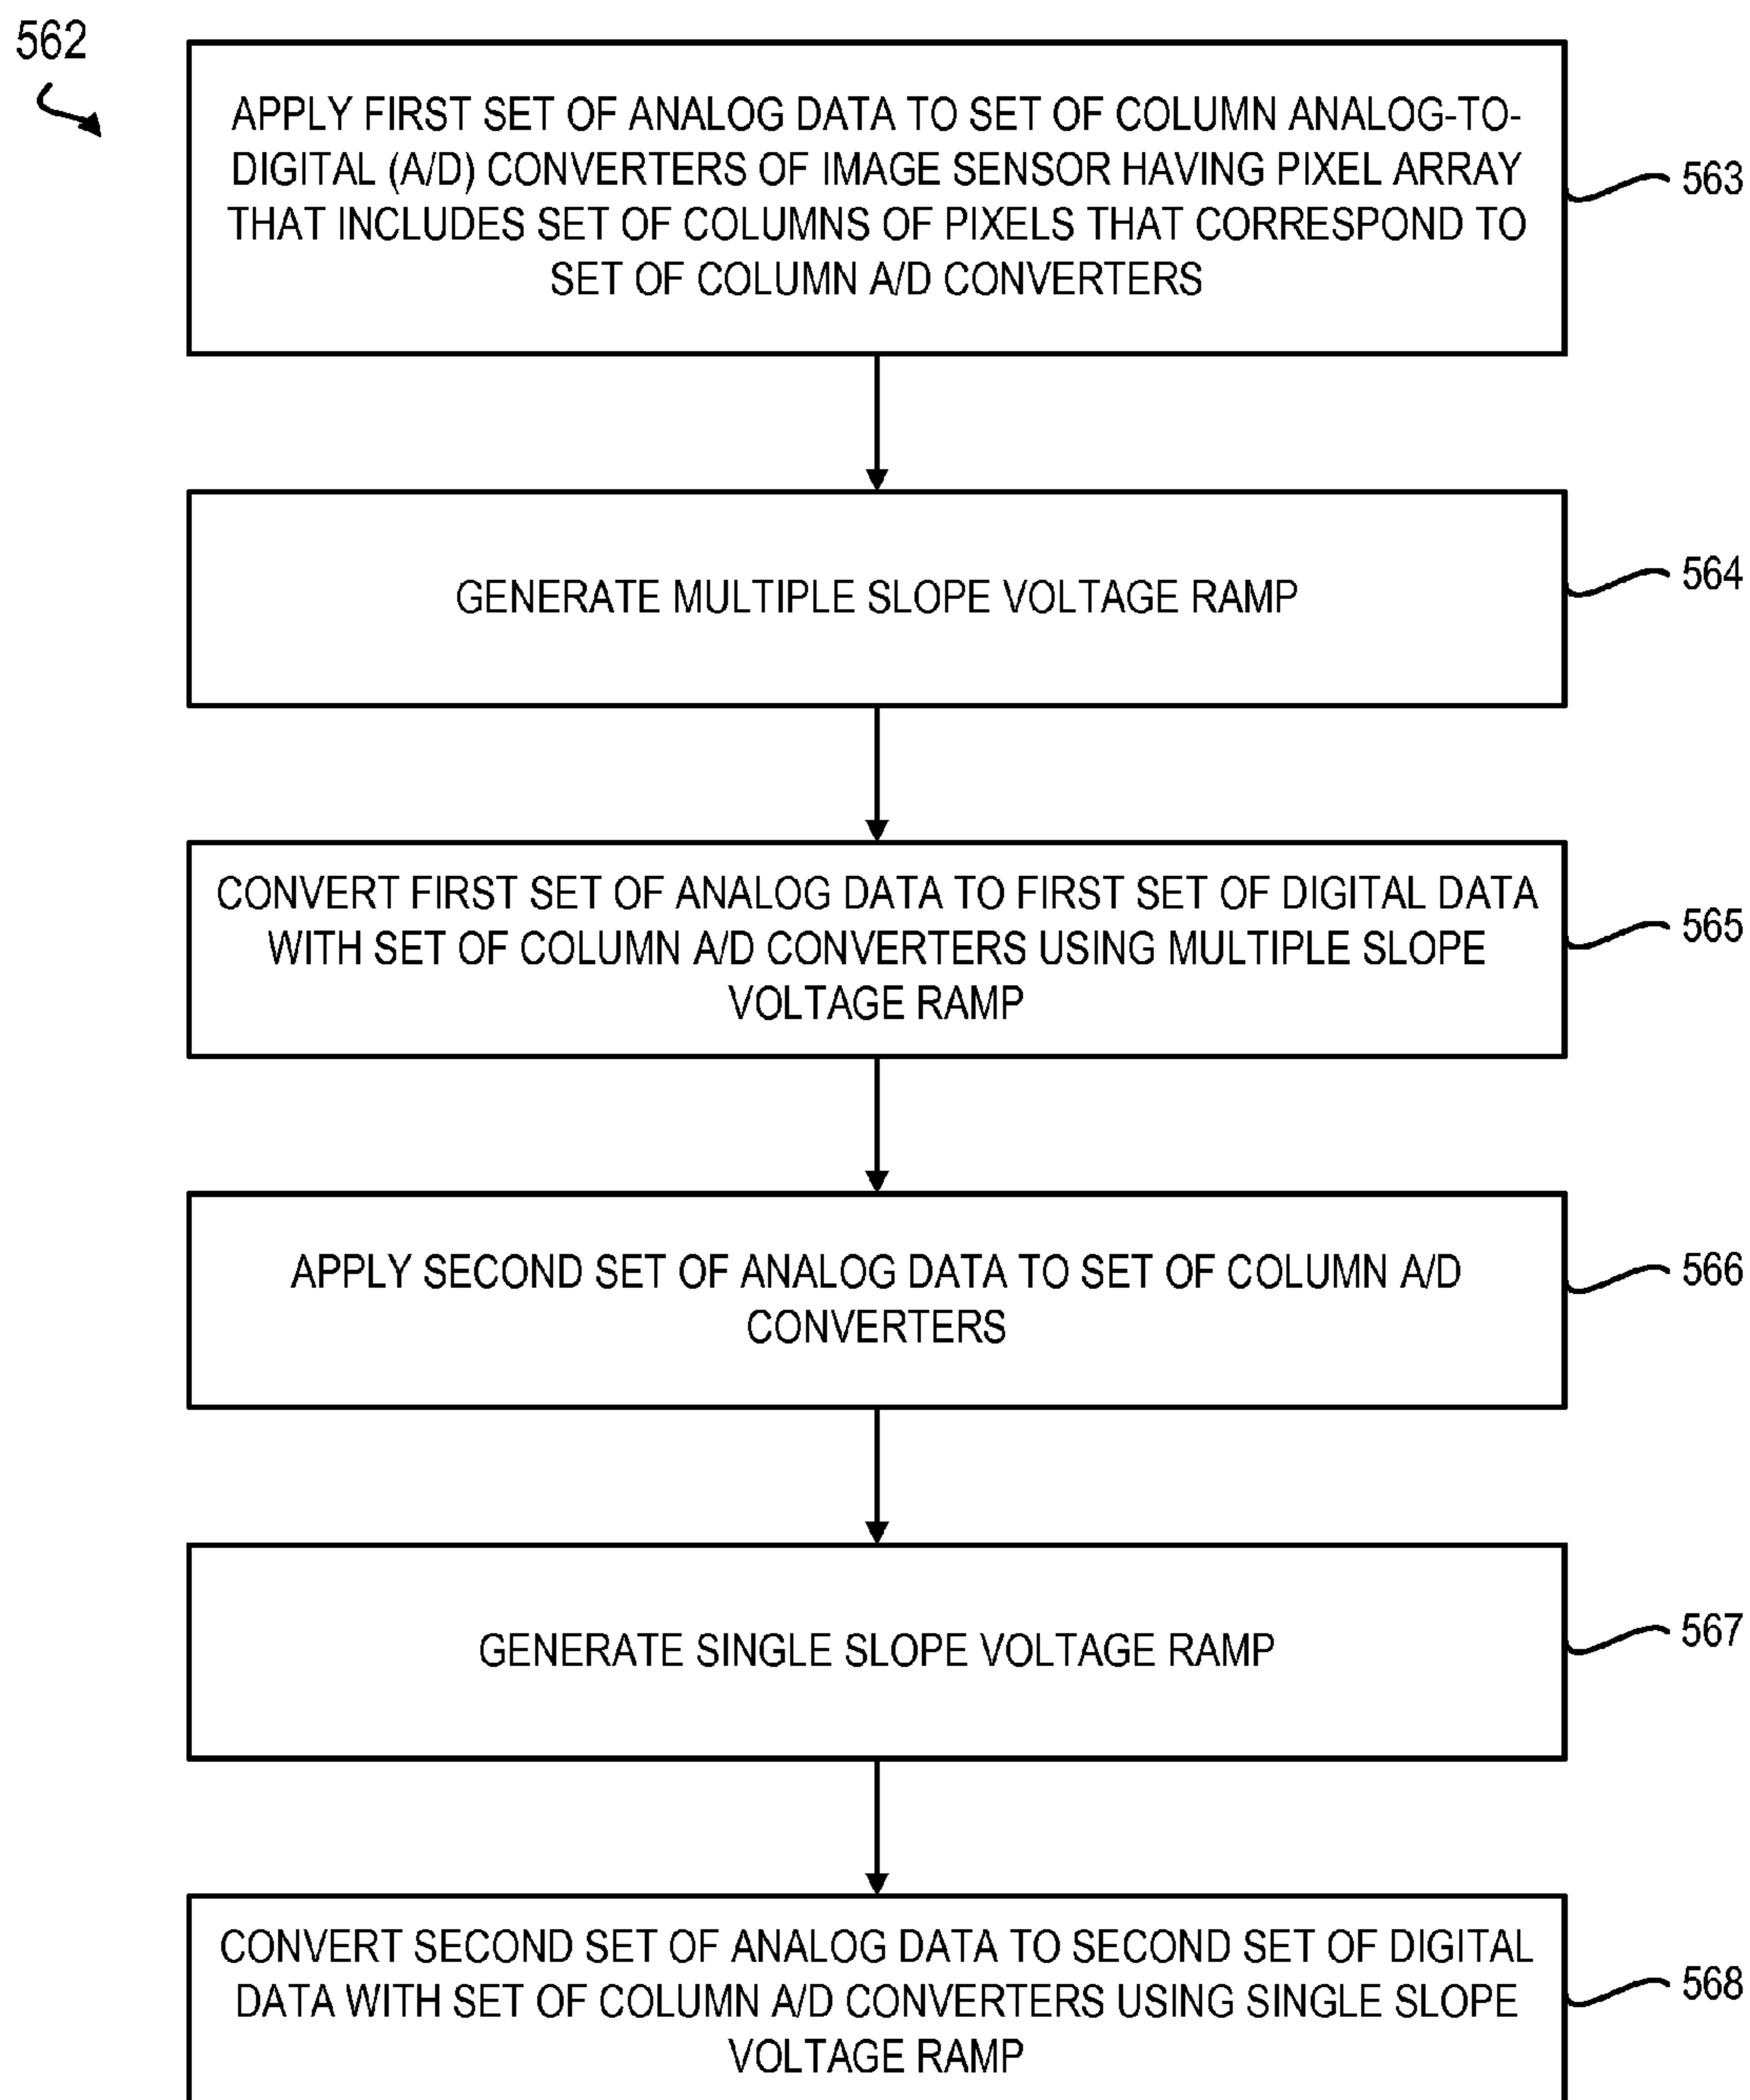 562
APPLY FIRST SET OF ANALOG DATA TO SET OF COLUMN ANALOG-TO-
DIGITAL (A/D) CONVERTERS OF IMAGE SENSOR HAVING PIXEL ARRAY
THAT INCLUDES SET OF COLUMNS OF PIXELS THAT CORRESPOND TO
SET OF COLUMN A/D CONVERTERS
563
GENERATE MULTIPLE SLOPE VOLTAGE RAMP
564
CONVERT FIRST SET OF ANALOG DATA TO FIRST SET OF DIGITAL DATA
WITH SET OF COLUMN A/D CONVERTERS USING MULTIPLE SLOPE
VOLTAGE RAMP
565
APPLY SECOND SET OF ANALOG DATA TO SET OF COLUMN A/D
CONVERTERS
566
GENERATE SINGLE SLOPE VOLTAGE RAMP
567
CONVERT SECOND SET OF ANALOG DATA TO SECOND SET OF DIGITAL
DATA WITH SET OF COLUMN A/D CONVERTERS USING SINGLE SLOPE
VOLTAGE RAMP
568